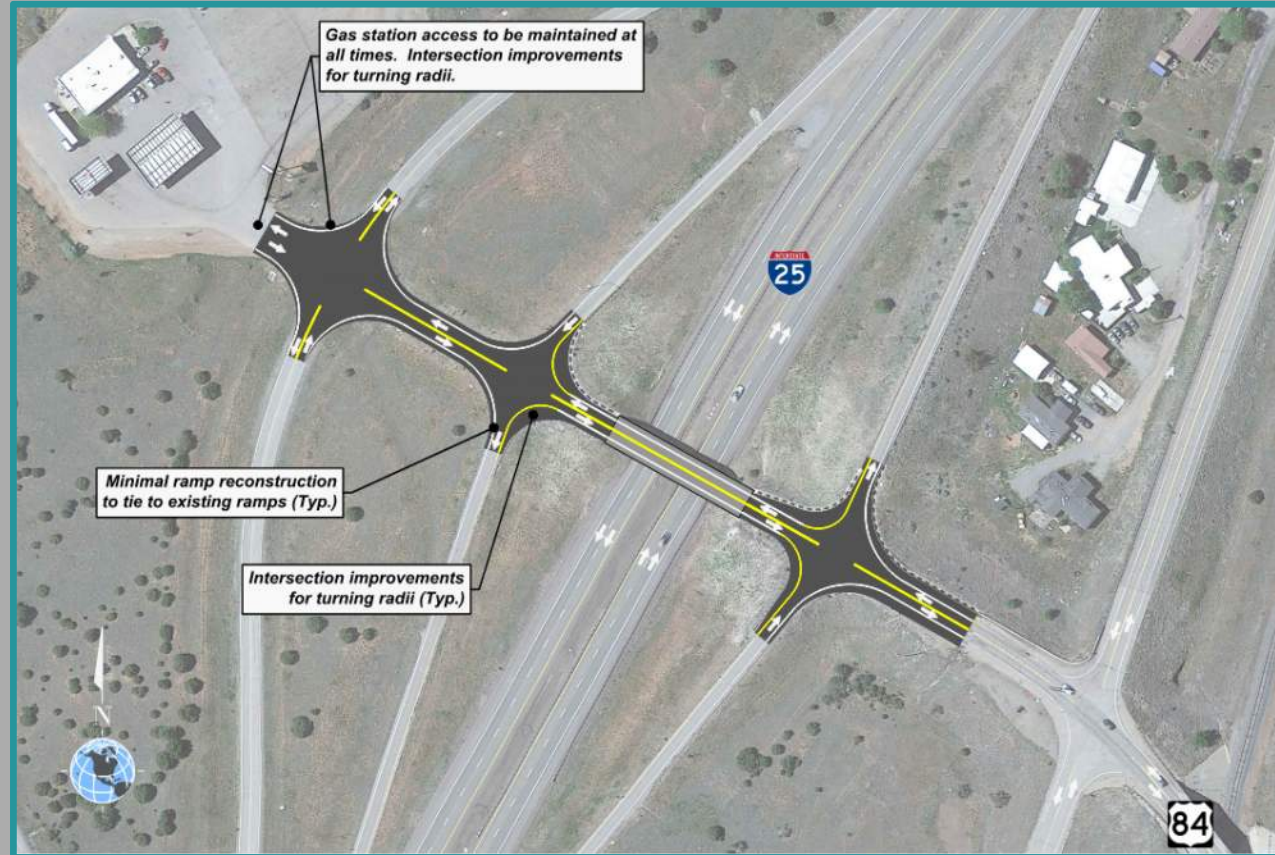 Gas station access to be maintained at
all times.  Intersection improvements
for turning radii.
INTERSTATE
25
Minimal ramp reconstruction
to tie to existing ramps (Typ.)
Intersection improvements
for turning radii (Typ.)
N
84